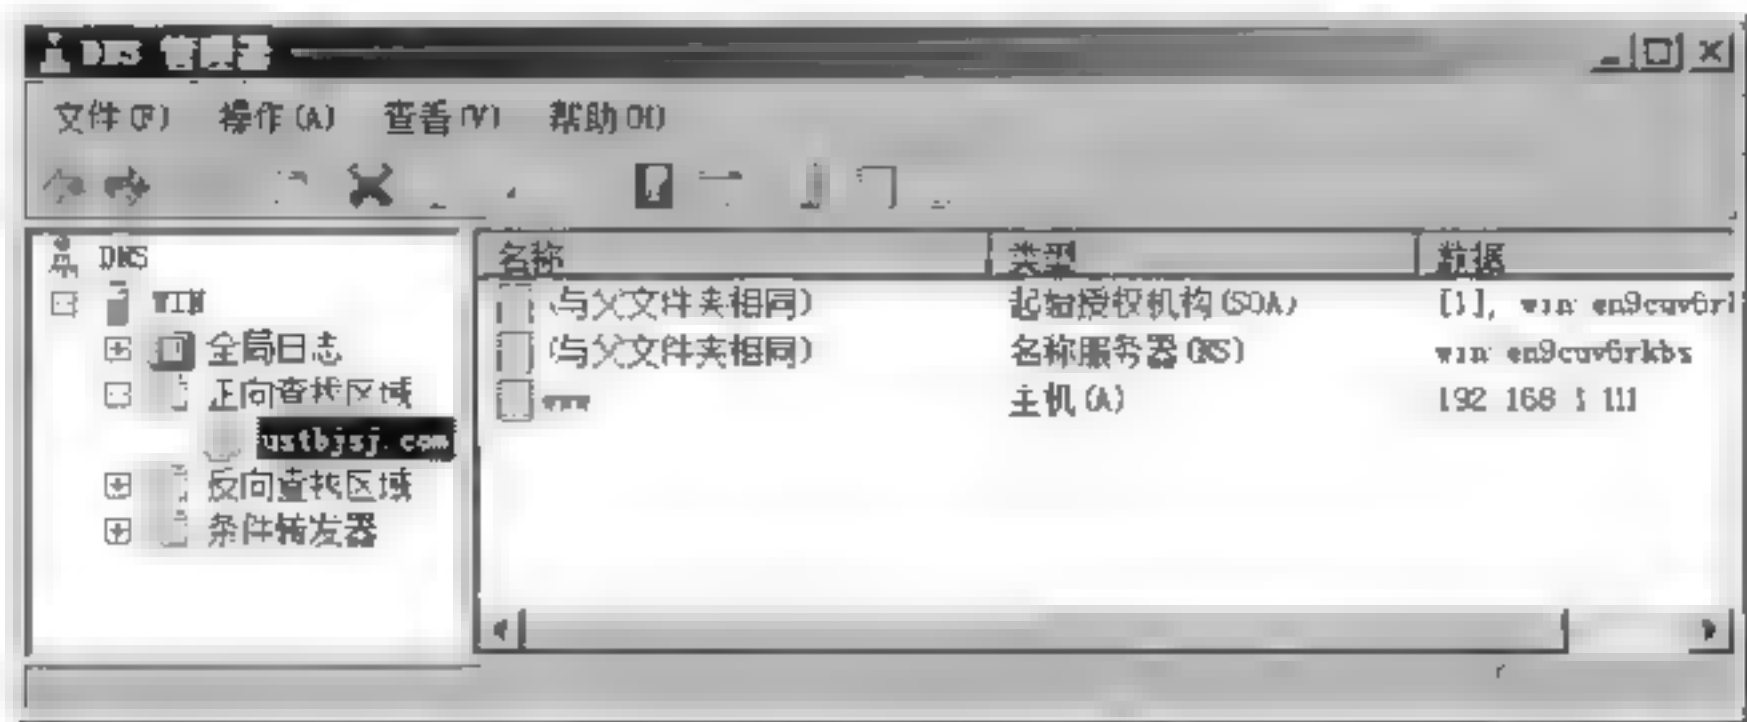 DNS 管理器
文件(F) 操作(A) 查看(V) 帮助(H)
DNS
WIN
全局日志
正向查找区域
ustbjsj.com
反向查找区域
条件转发器
名称 类型 数据
(与父文件夹相同) 起始授权机构(SOA) [1], win
(与父文件夹相同) 名称服务器(NS) win en9cuv6rkbs
www 主机(A) 192 168 1 111